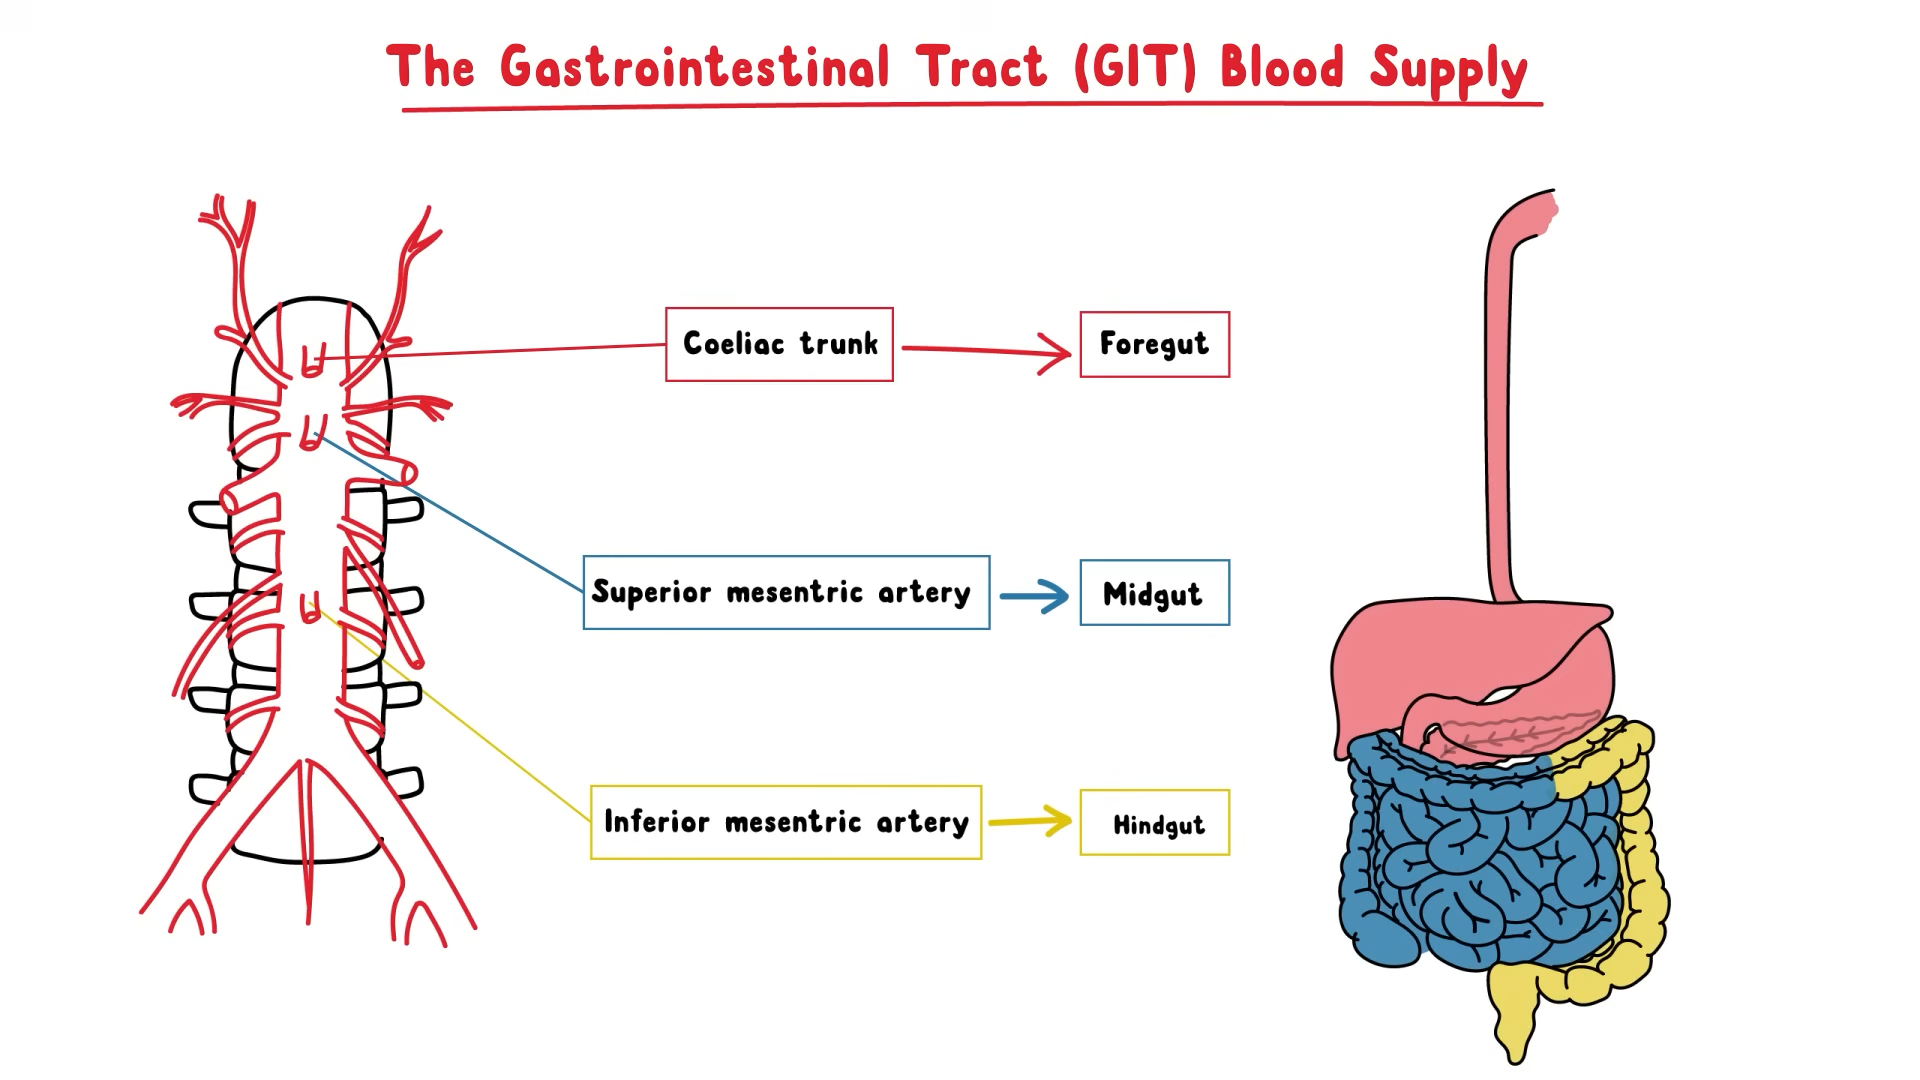 The Gastrointestinal Tract (GIT) Blood Supply
Coeliac trunk
Foregut
Superior mesentric artery
Midgut
Inferior mesentric artery
Hindgut